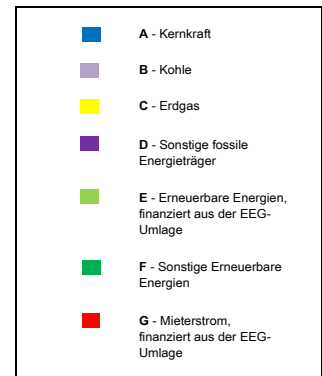 A - Kernkraft
B - Kohle
C - Erdgas
D - Sonstige fossile
Energieträger
E - Erneuerbare Energien,
finanziert aus der EEG-
Umlage
F - Sonstige Erneuerbare
Energien
G - Mieterstrom,
finanziert aus der EEG-
Umlage